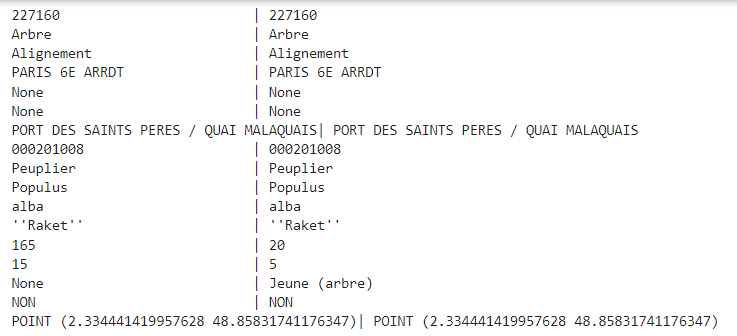 227160 | 227160
Arbre | Arbre
Alignement | Alignement
PARIS 6E ARRDT | PARIS 6E ARRDT
None | None
None | None
PORT DES SAINTS PERES / QUAI MALAQUAIS| PORT DES SAINTS PERES / QUAI MALAQUAIS
000201008 | 000201008
Peuplier | Peuplier
Populus | Populus
alba | alba
''Raket'' | ''Raket''
165 | 20
15 | 5
None | Jeune (arbre)
NON | NON
POINT (2.334441419957628 48.85831741176347)| POINT (2.334441419957628 48.85831741176347)